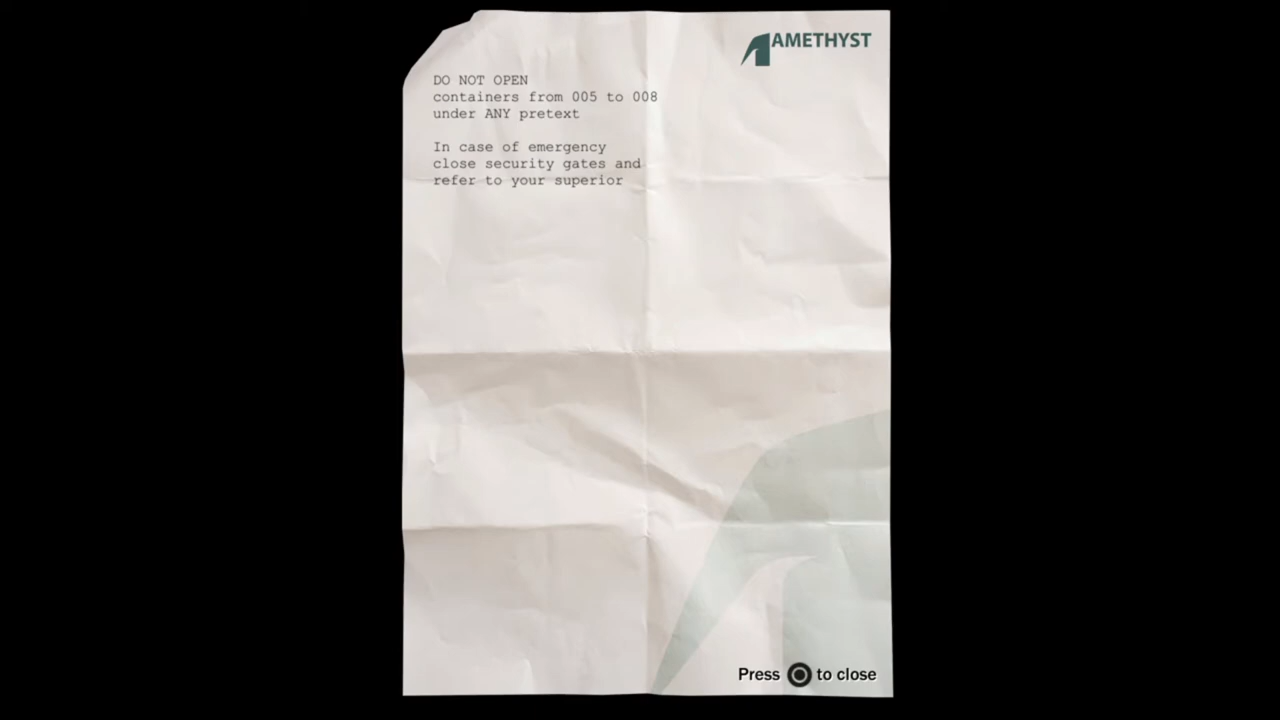 AMETHYST
DO NOT OPEN
containers from 005 to 008
under ANY pretext
In case of emergency
close security gates and
refer to your superior
Press to close